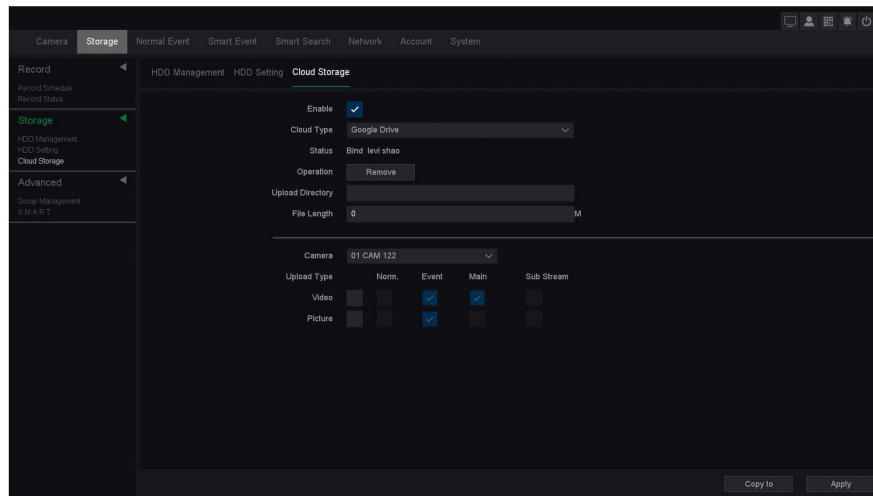 Camera Storage Normal Event Smart Event Smart Search Network Account System
Record
Record Schedule
Record Status
Storage
HDD Management
HDD Setting
Cloud Storage
Advanced
Group Management
S.M.A.R.T
HDD Management HDD Setting Cloud Storage
Enable
Cloud Type Google Drive
Status Bind levi shao
Operation Remove
Upload Directory
File Length 0 M
Camera 01 CAM 122
Upload Type Norm. Event Main Sub Stream
Video
Picture
Copy to Apply